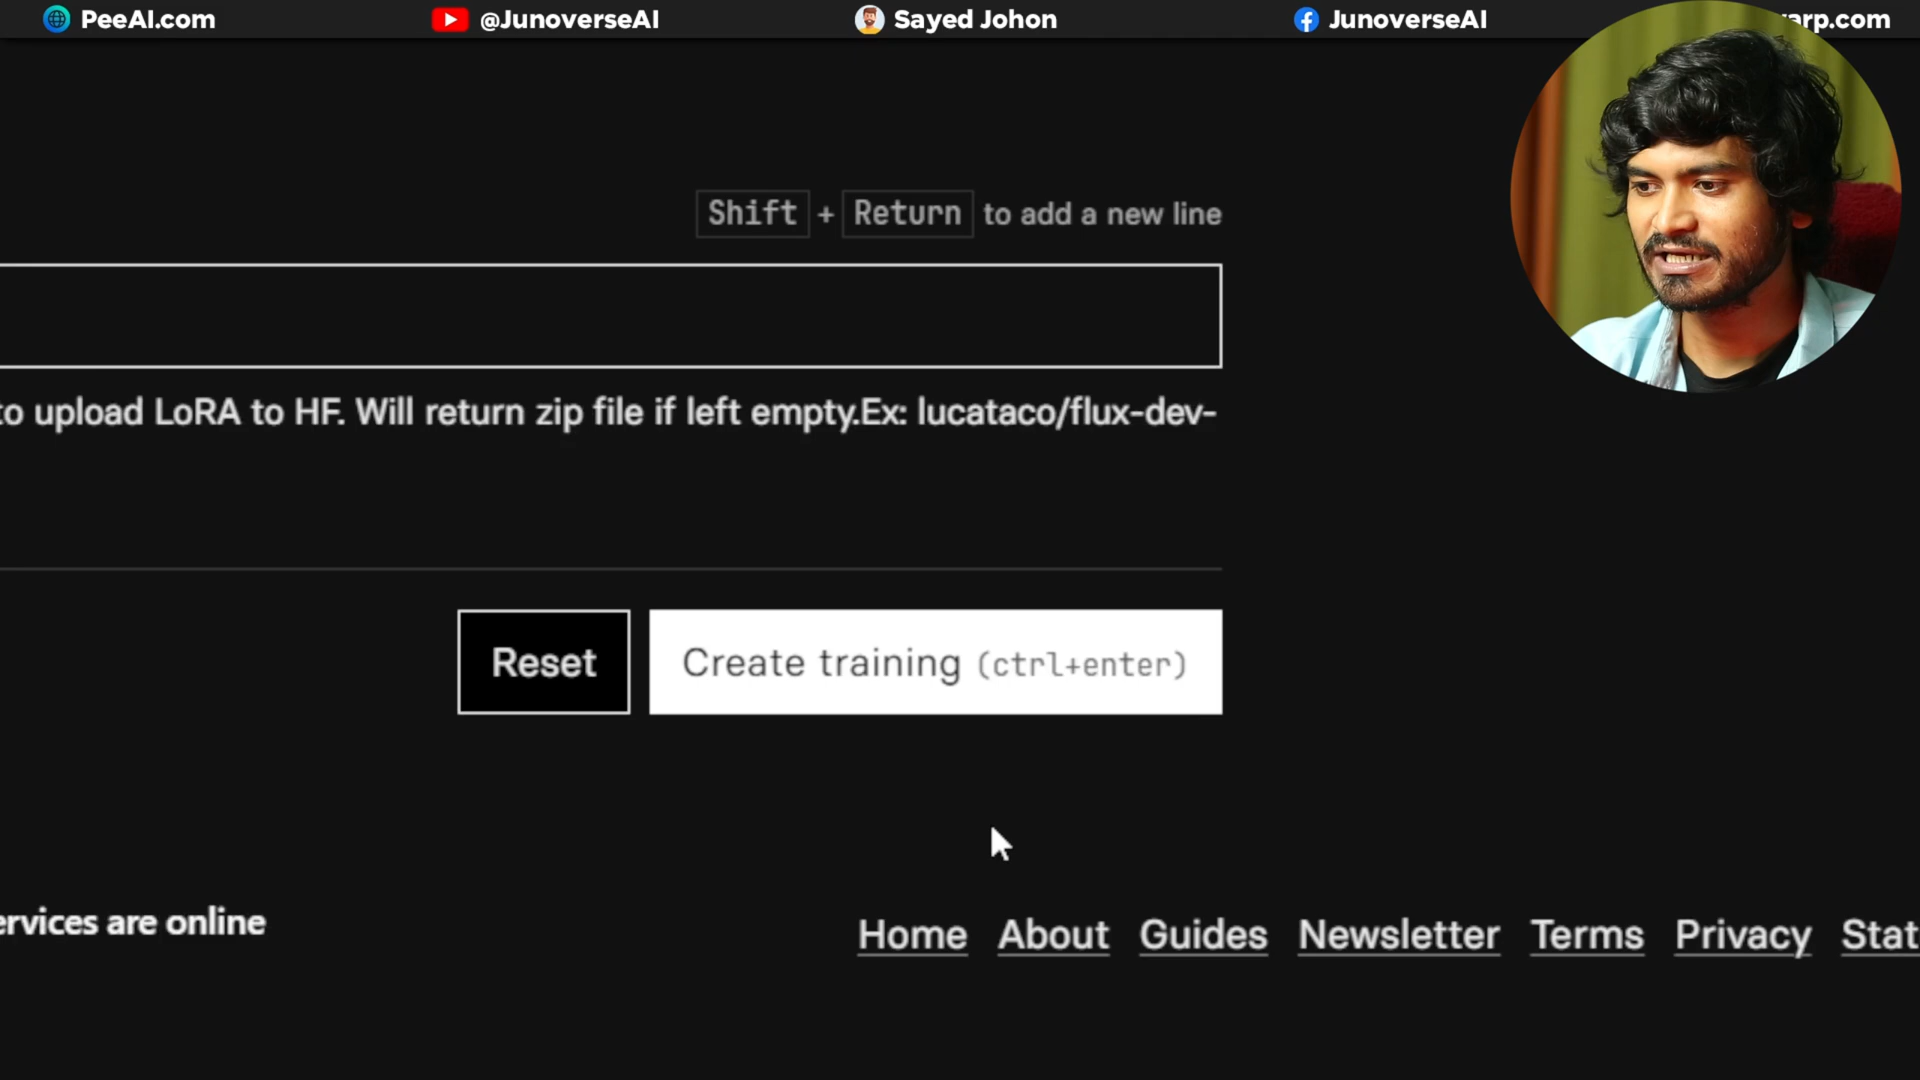 PeeAI.com @JunoverseAI Sayed Johon JunoverseAI arp.com
Shift + Return to add a new line
to upload LoRA to HF. Will return zip file if left empty.Ex: lucataco/flux-dev-
Reset Create training (ctrl+enter)
ervices are online
Home About Guides Newsletter Terms Privacy Stat